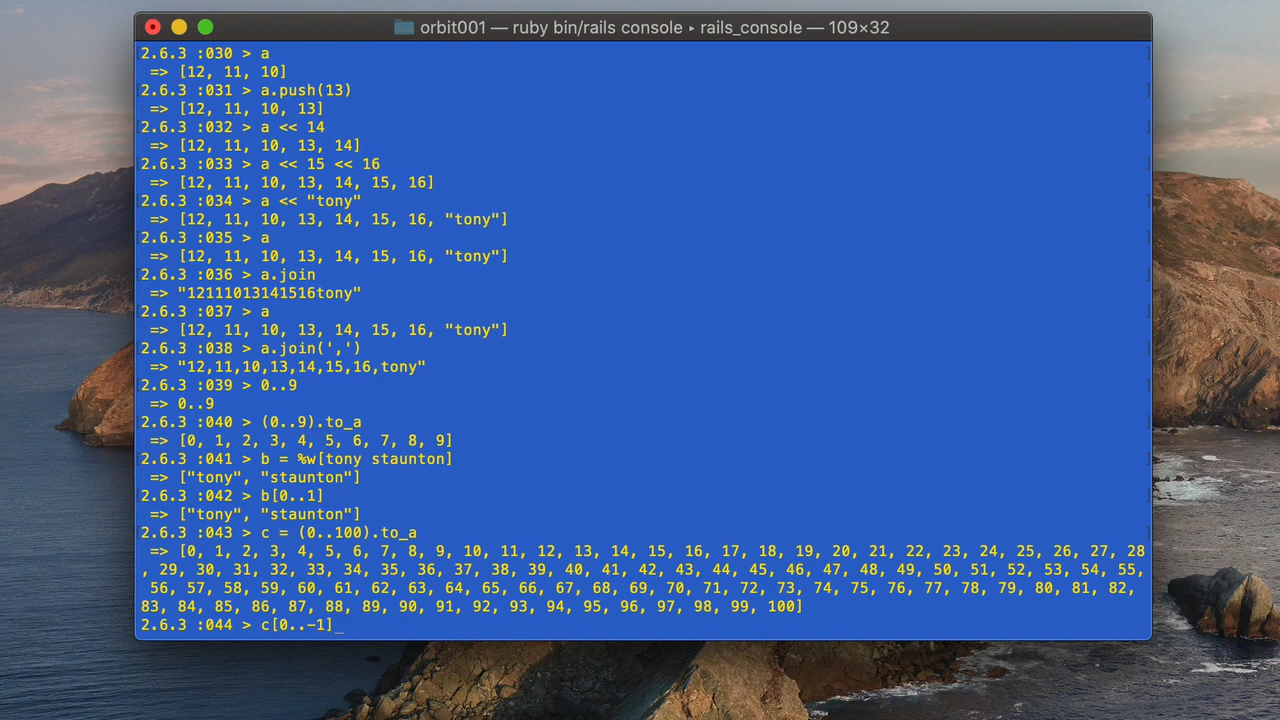 orbit001 — ruby bin/rails console ▸ rails_console — 109×32
2.6.3 :030 > a
 => [12, 11, 10]
2.6.3 :031 > a.push(13)
 => [12, 11, 10, 13]
2.6.3 :032 > a << 14
 => [12, 11, 10, 13, 14]
2.6.3 :033 > a << 15 << 16
 => [12, 11, 10, 13, 14, 15, 16]
2.6.3 :034 > a << "tony"
 => [12, 11, 10, 13, 14, 15, 16, "tony"]
2.6.3 :035 > a
 => [12, 11, 10, 13, 14, 15, 16, "tony"]
2.6.3 :036 > a.join
 => "12111013141516tony"
2.6.3 :037 > a
 => [12, 11, 10, 13, 14, 15, 16, "tony"]
2.6.3 :038 > a.join(',')
 => "12,11,10,13,14,15,16,tony"
2.6.3 :039 > 0..9
 => 0..9
2.6.3 :040 > (0..9).to_a
 => [0, 1, 2, 3, 4, 5, 6, 7, 8, 9]
2.6.3 :041 > b = %w[tony staunton]
 => ["tony", "staunton"]
2.6.3 :042 > b[0..1]
 => ["tony", "staunton"]
2.6.3 :043 > c = (0..100).to_a
 => [0, 1, 2, 3, 4, 5, 6, 7, 8, 9, 10, 11, 12, 13, 14, 15, 16, 17, 18, 19, 20, 21, 22, 23, 24, 25, 26, 27, 28
, 29, 30, 31, 32, 33, 34, 35, 36, 37, 38, 39, 40, 41, 42, 43, 44, 45, 46, 47, 48, 49, 50, 51, 52, 53, 54, 55,
 56, 57, 58, 59, 60, 61, 62, 63, 64, 65, 66, 67, 68, 69, 70, 71, 72, 73, 74, 75, 76, 77, 78, 79, 80, 81, 82,
83, 84, 85, 86, 87, 88, 89, 90, 91, 92, 93, 94, 95, 96, 97, 98, 99, 100]
2.6.3 :044 > c[0..-1]_